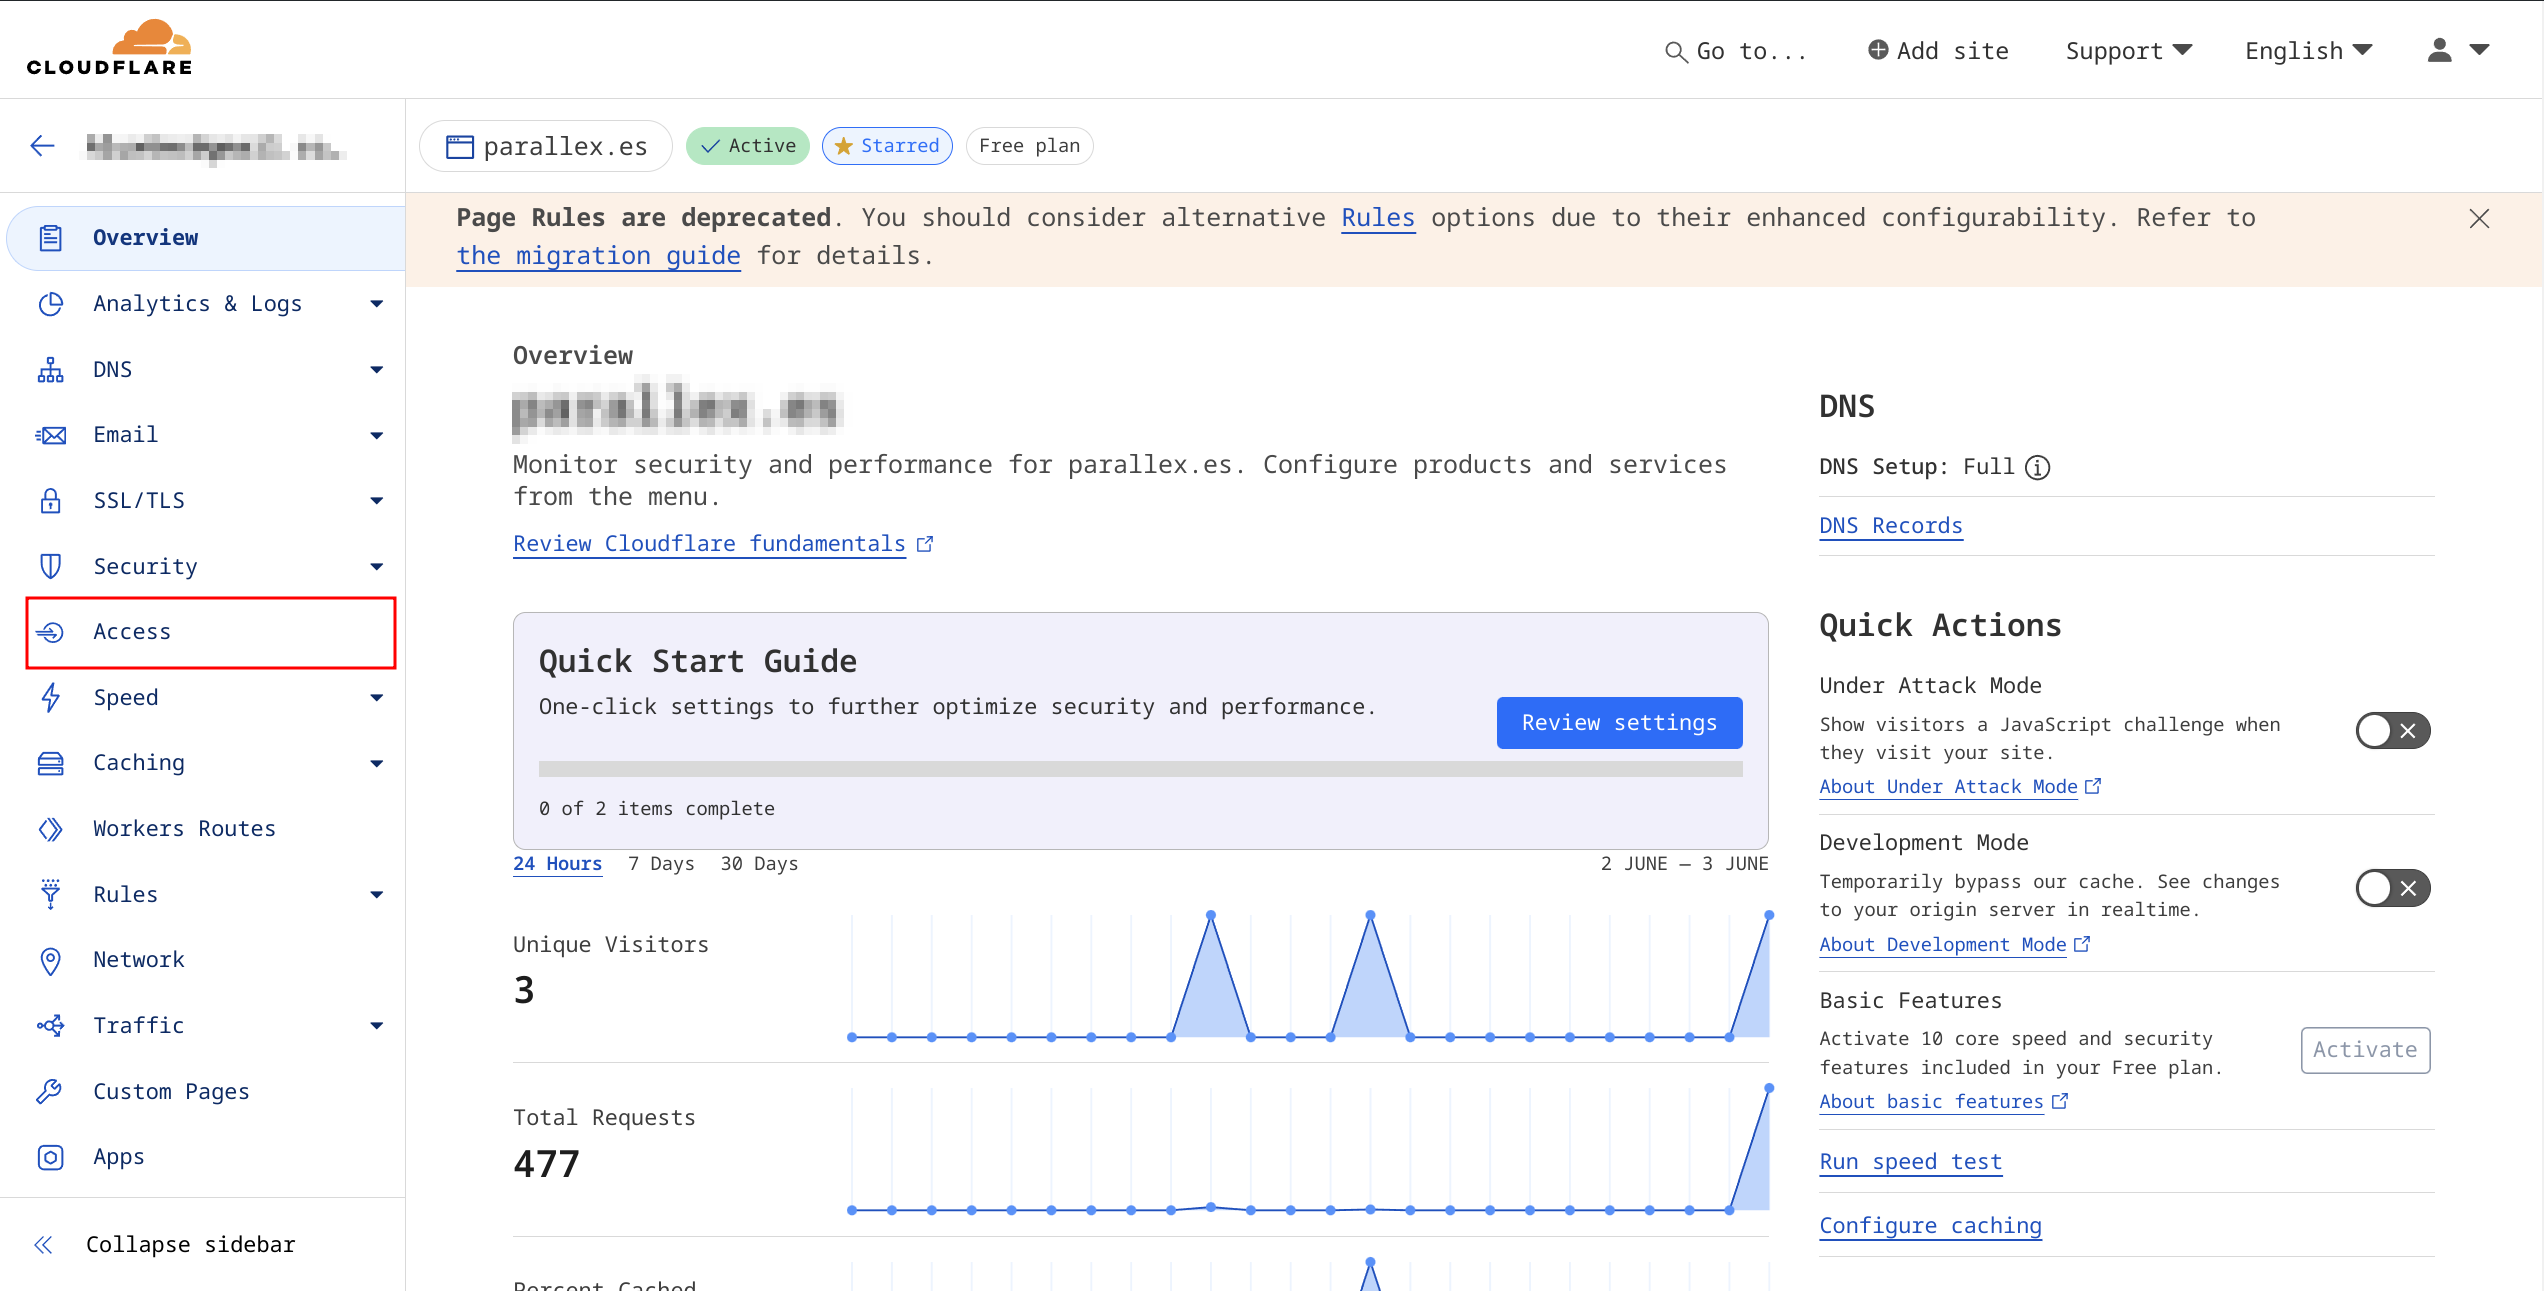 CLOUDFLARE
Go to...
Add site
Support
English
parallex.es
Active
Starred
Free plan
Page Rules are deprecated. You should consider alternative Rules options due to their enhanced configurability. Refer to
the migration guide for details.
Overview
Analytics & Logs
DNS
Email
SSL/TLS
Security
Access
Speed
Caching
Workers Routes
Rules
Network
Traffic
Custom Pages
Apps
Collapse sidebar
Overview
parallex.es
Monitor security and performance for parallex.es. Configure products and services
from the menu.
Review Cloudflare fundamentals
Quick Start Guide
One-click settings to further optimize security and performance.
Review settings
0 of 2 items complete
24 Hours
7 Days
30 Days
2 JUNE – 3 JUNE
Unique Visitors
3
Total Requests
477
Percent Cached
DNS
DNS Setup: Full
DNS Records
Quick Actions
Under Attack Mode
Show visitors a JavaScript challenge when
they visit your site.
About Under Attack Mode
Development Mode
Temporarily bypass our cache. See changes
to your origin server in realtime.
About Development Mode
Basic Features
Activate 10 core speed and security
features included in your Free plan.
Activate
About basic features
Run speed test
Configure caching